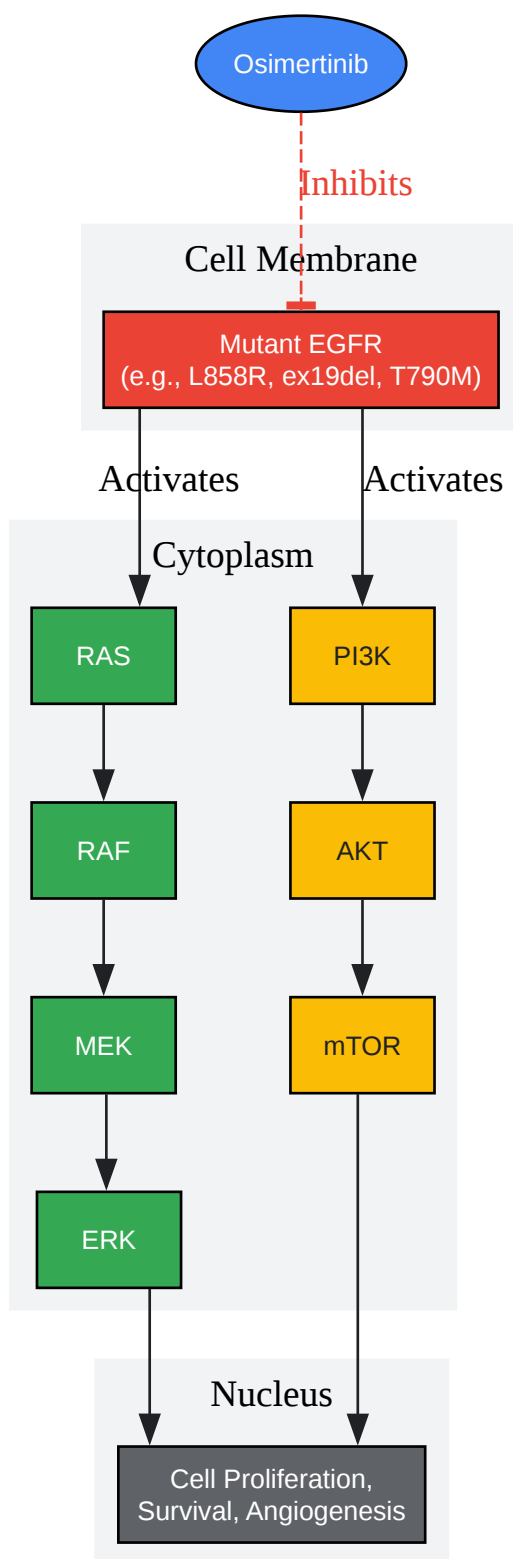 Osimertinib
Inhibits
Cell Membrane
Mutant EGFR
(e.g., L858R, ex19del, T790M)
Activates
Activates
Cytoplasm
RAS
PI3K
RAF
AKT
MEK
mTOR
ERK
Nucleus
Cell Proliferation,
Survival, Angiogenesis